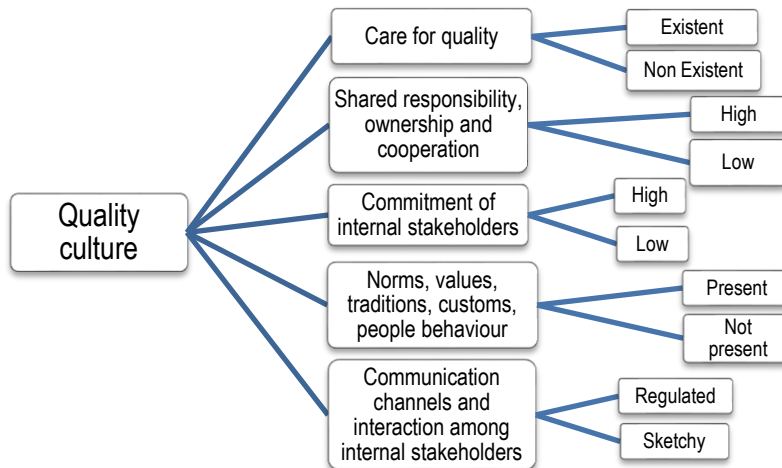 Quality
culture
Care for quality
Existent
Non Existent
Shared responsibility,
ownership and
cooperation
High
Low
Commitment of
internal stakeholders
High
Low
Norms, values,
traditions, customs,
people behaviour
Present
Not
present
Communication
channels and
interaction among
internal stakeholders
Regulated
Sketchy